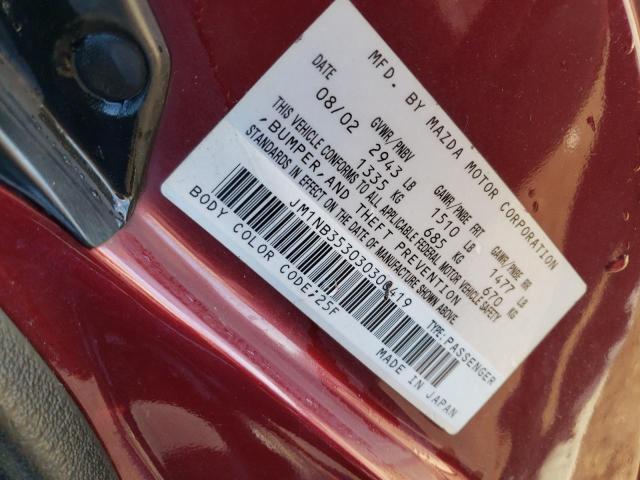 MFD. BY MAZDA MOTOR CORPORATION
DATE GVWR/PNBV GAWR/PNBE FRT GAWR/PNBE RR
08/02 2943 LB 1510 LB 1477 LB
1335 KG 685 KG 670 KG
THIS VEHICLE CONFORMS TO ALL APPLICABLE FEDERAL MOTOR VEHICLE SAFETY
,BUMPER,AND THEFT PREVENTION
STANDARDS IN EFFECT ON THE DATE OF MANUFACTURE SHOWN ABOVE
TYPE:PASSENGER
BODY COLOR CODE;25F
MADE IN JAPAN